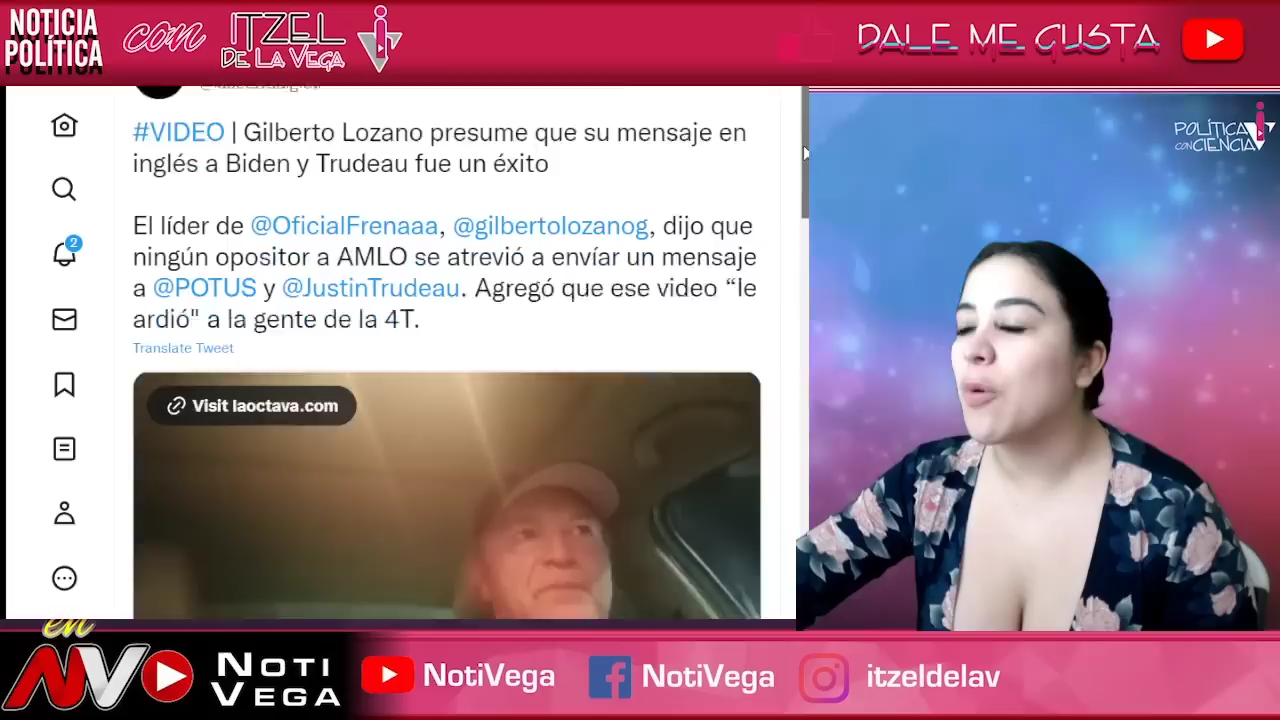 NOTICIA
POLÍTICA
con
ITZEL
DE LA VEGA
DALE ME GUSTA
POLÍTICA
CON CIENCIA
#VIDEO | Gilberto Lozano presume que su mensaje en
inglés a Biden y Trudeau fue un éxito
El líder de @OficialFrenaaa, @gilbertolozanog, dijo que
ningún opositor a AMLO se atrevió a envíar un mensaje
a @POTUS y @JustinTrudeau. Agregó que ese video “le
ardió" a la gente de la 4T.
Translate Tweet
2
Visit laoctava.com
en
NV
NOTI
VEGA
NotiVega
NotiVega
itzeldelav